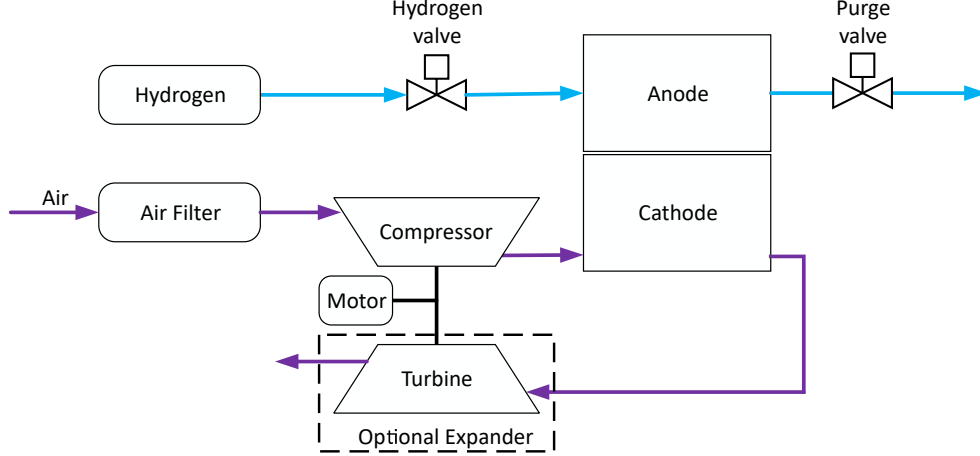 Hydrogen
valve
Purge
valve
Hydrogen
Anode
Air
Air Filter
Compressor
Cathode
Motor
Turbine
Optional Expander